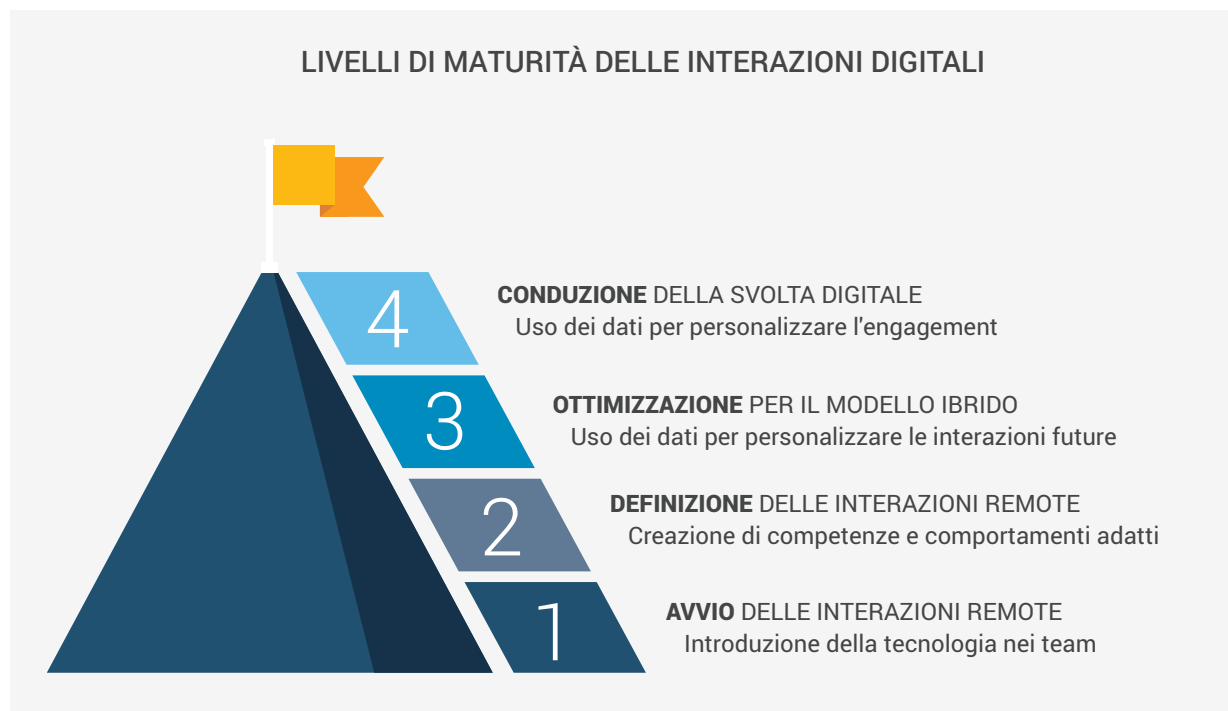 LIVELLI DI MATURITÀ DELLE INTERAZIONI DIGITALI
4
CONDUZIONE DELLA SVOLTA DIGITALE
Uso dei dati per personalizzare l'engagement
3
OTTIMIZZAZIONE PER IL MODELLO IBRIDO
Uso dei dati per personalizzare le interazioni future
2
DEFINIZIONE DELLE INTERAZIONI REMOTE
Creazione di competenze e comportamenti adatti
1
AVVIO DELLE INTERAZIONI REMOTE
Introduzione della tecnologia nei team